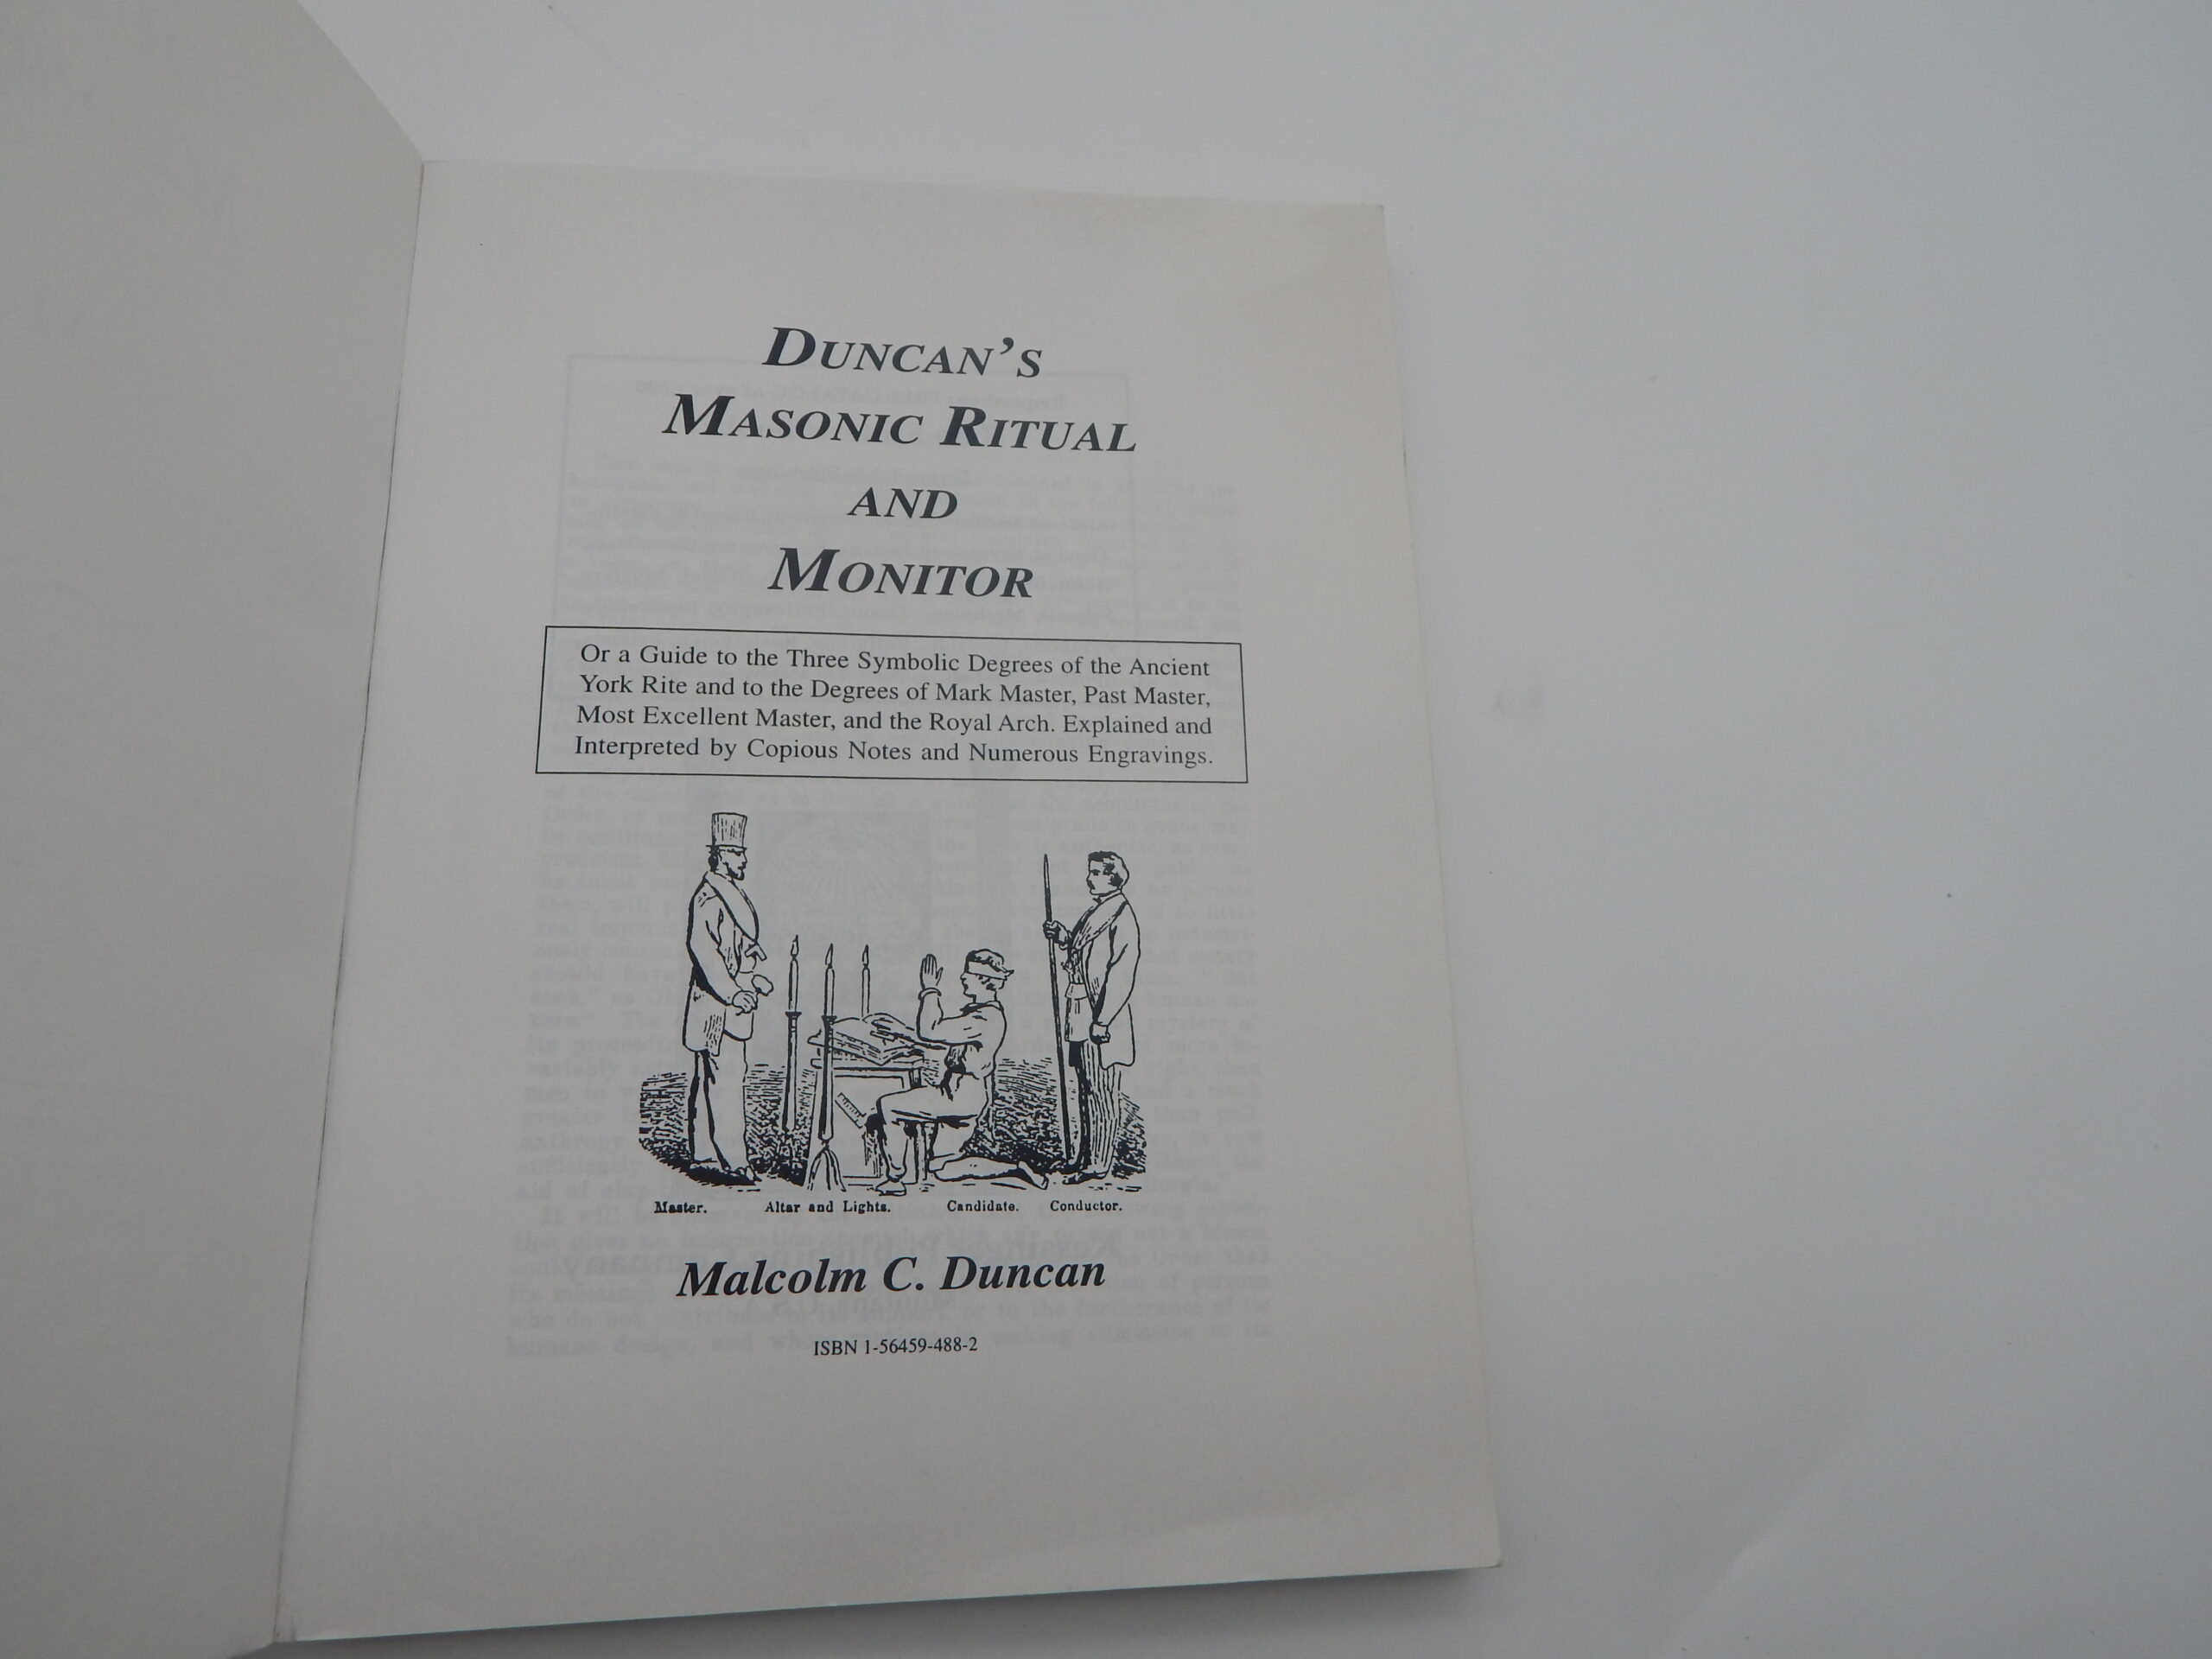 DUNCAN'S
MASONIC RITUAL
AND
MONITOR
Or a Guide to the Three Symbolic Degrees of the Ancient
York Rite and to the Degrees of Mark Master, Past Master,
Most Excellent Master, and the Royal Arch. Explained and
Interpreted by Copious Notes and Numerous Engravings.
Master. Altar and Lights. Candidate. Conductor.
Malcolm C. Duncan
ISBN 1-56459-488-2